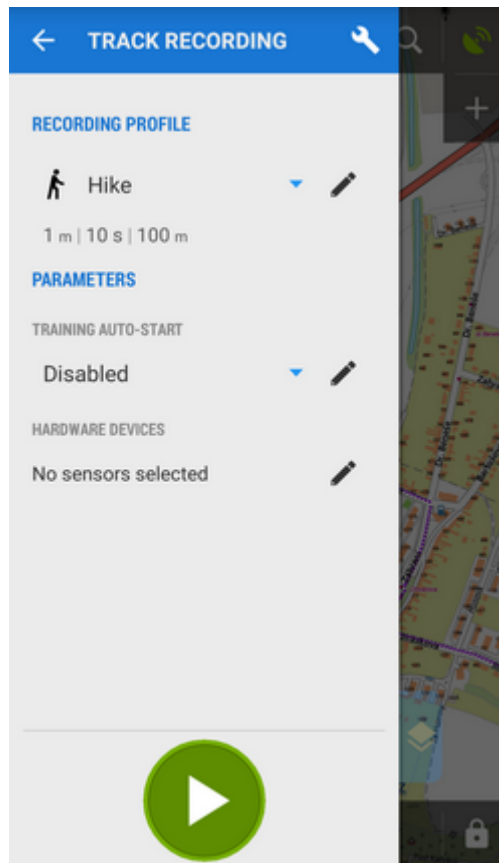 TRACK RECORDING
RECORDING PROFILE
Hike
1 m | 10 s | 100 m
PARAMETERS
TRAINING AUTO-START
Disabled
HARDWARE DEVICES
No sensors selected